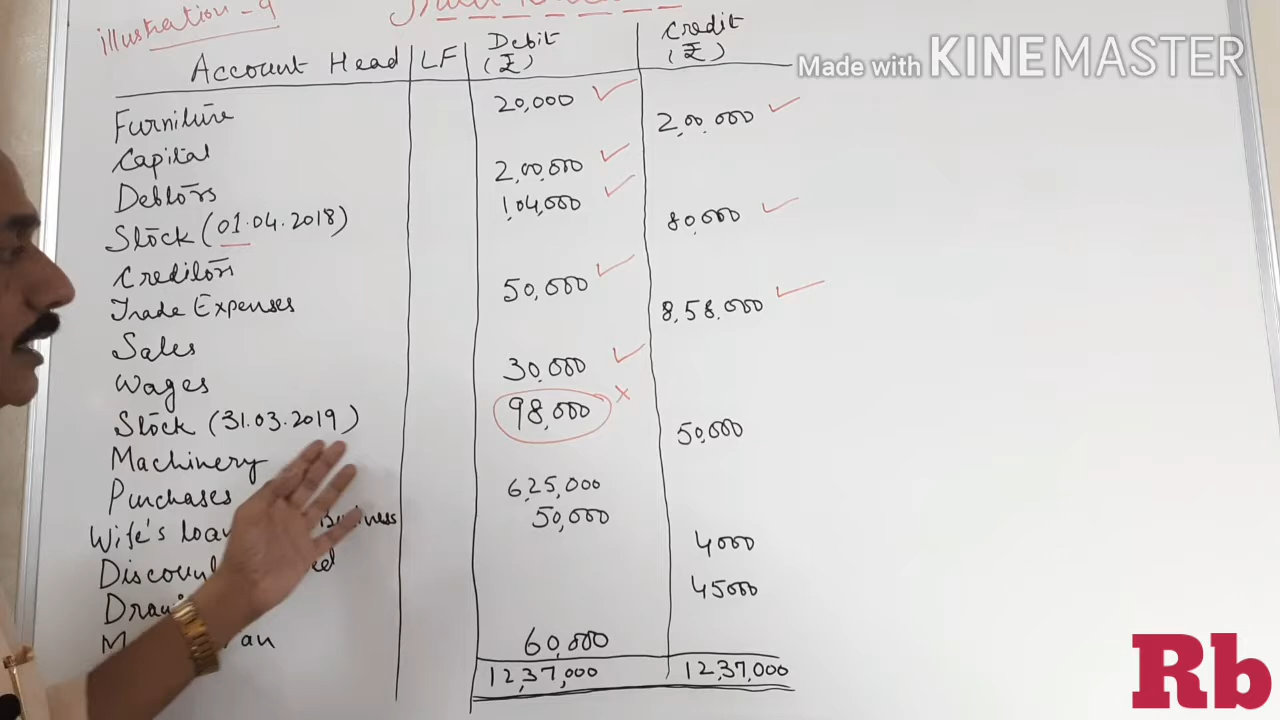 illustration - 9
Account Head LF Debit (₹) Credit (₹)
Furniture 20,000
Capital 2,00,000
Debtors 2,00,000
Stock (01.04.2018) 1,04,000
Creditors 80,000
Trade Expenses 50,000
Sales 8,58,000
Wages 30,000
Stock (31.03.2019) 98,000
Machinery 50,000
Purchases 6,25,000
Wife's loan Business 50,000
Discount 4000
45000
60,000
12,37,000 12,37,000
Made with KINEMASTER
Rb